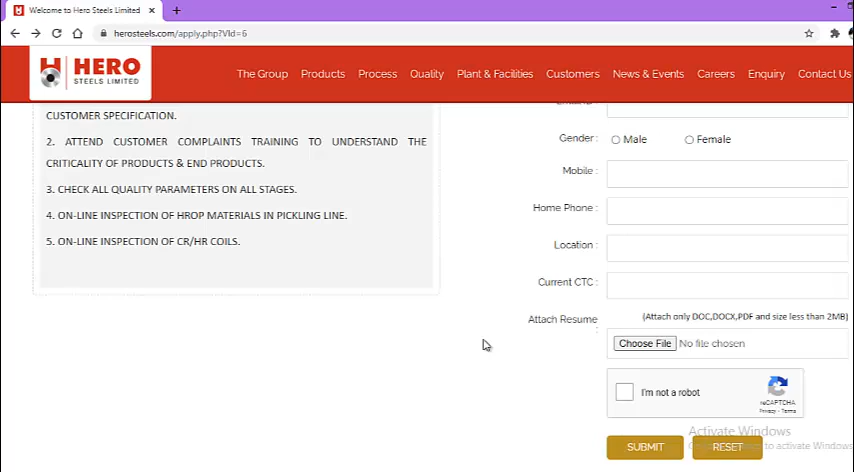 Welcome to Hero Steels Limited
herosteels.com/apply.php?VId=6
HERO
STEELS LIMITED
The Group Products Process Quality Plant & Facilities Customers News & Events Careers Enquiry Contact Us
CUSTOMER SPECIFICATION.
2. ATTEND CUSTOMER COMPLAINTS TRAINING TO UNDERSTAND THE
CRITICALITY OF PRODUCTS & END PRODUCTS.
3. CHECK ALL QUALITY PARAMETERS ON ALL STAGES.
4. ON-LINE INSPECTION OF HROP MATERIALS IN PICKLING LINE.
5. ON-LINE INSPECTION OF CR/HR COILS.
Gender : Male Female
Mobile :
Home Phone :
Location :
Current CTC :
Attach Resume :
(Attach only DOC,DOCX,PDF and size less than 2MB)
Choose File No file chosen
I'm not a robot
reCAPTCHA
Privacy - Terms
Activate Windows
to activate Windows
SUBMIT RESET